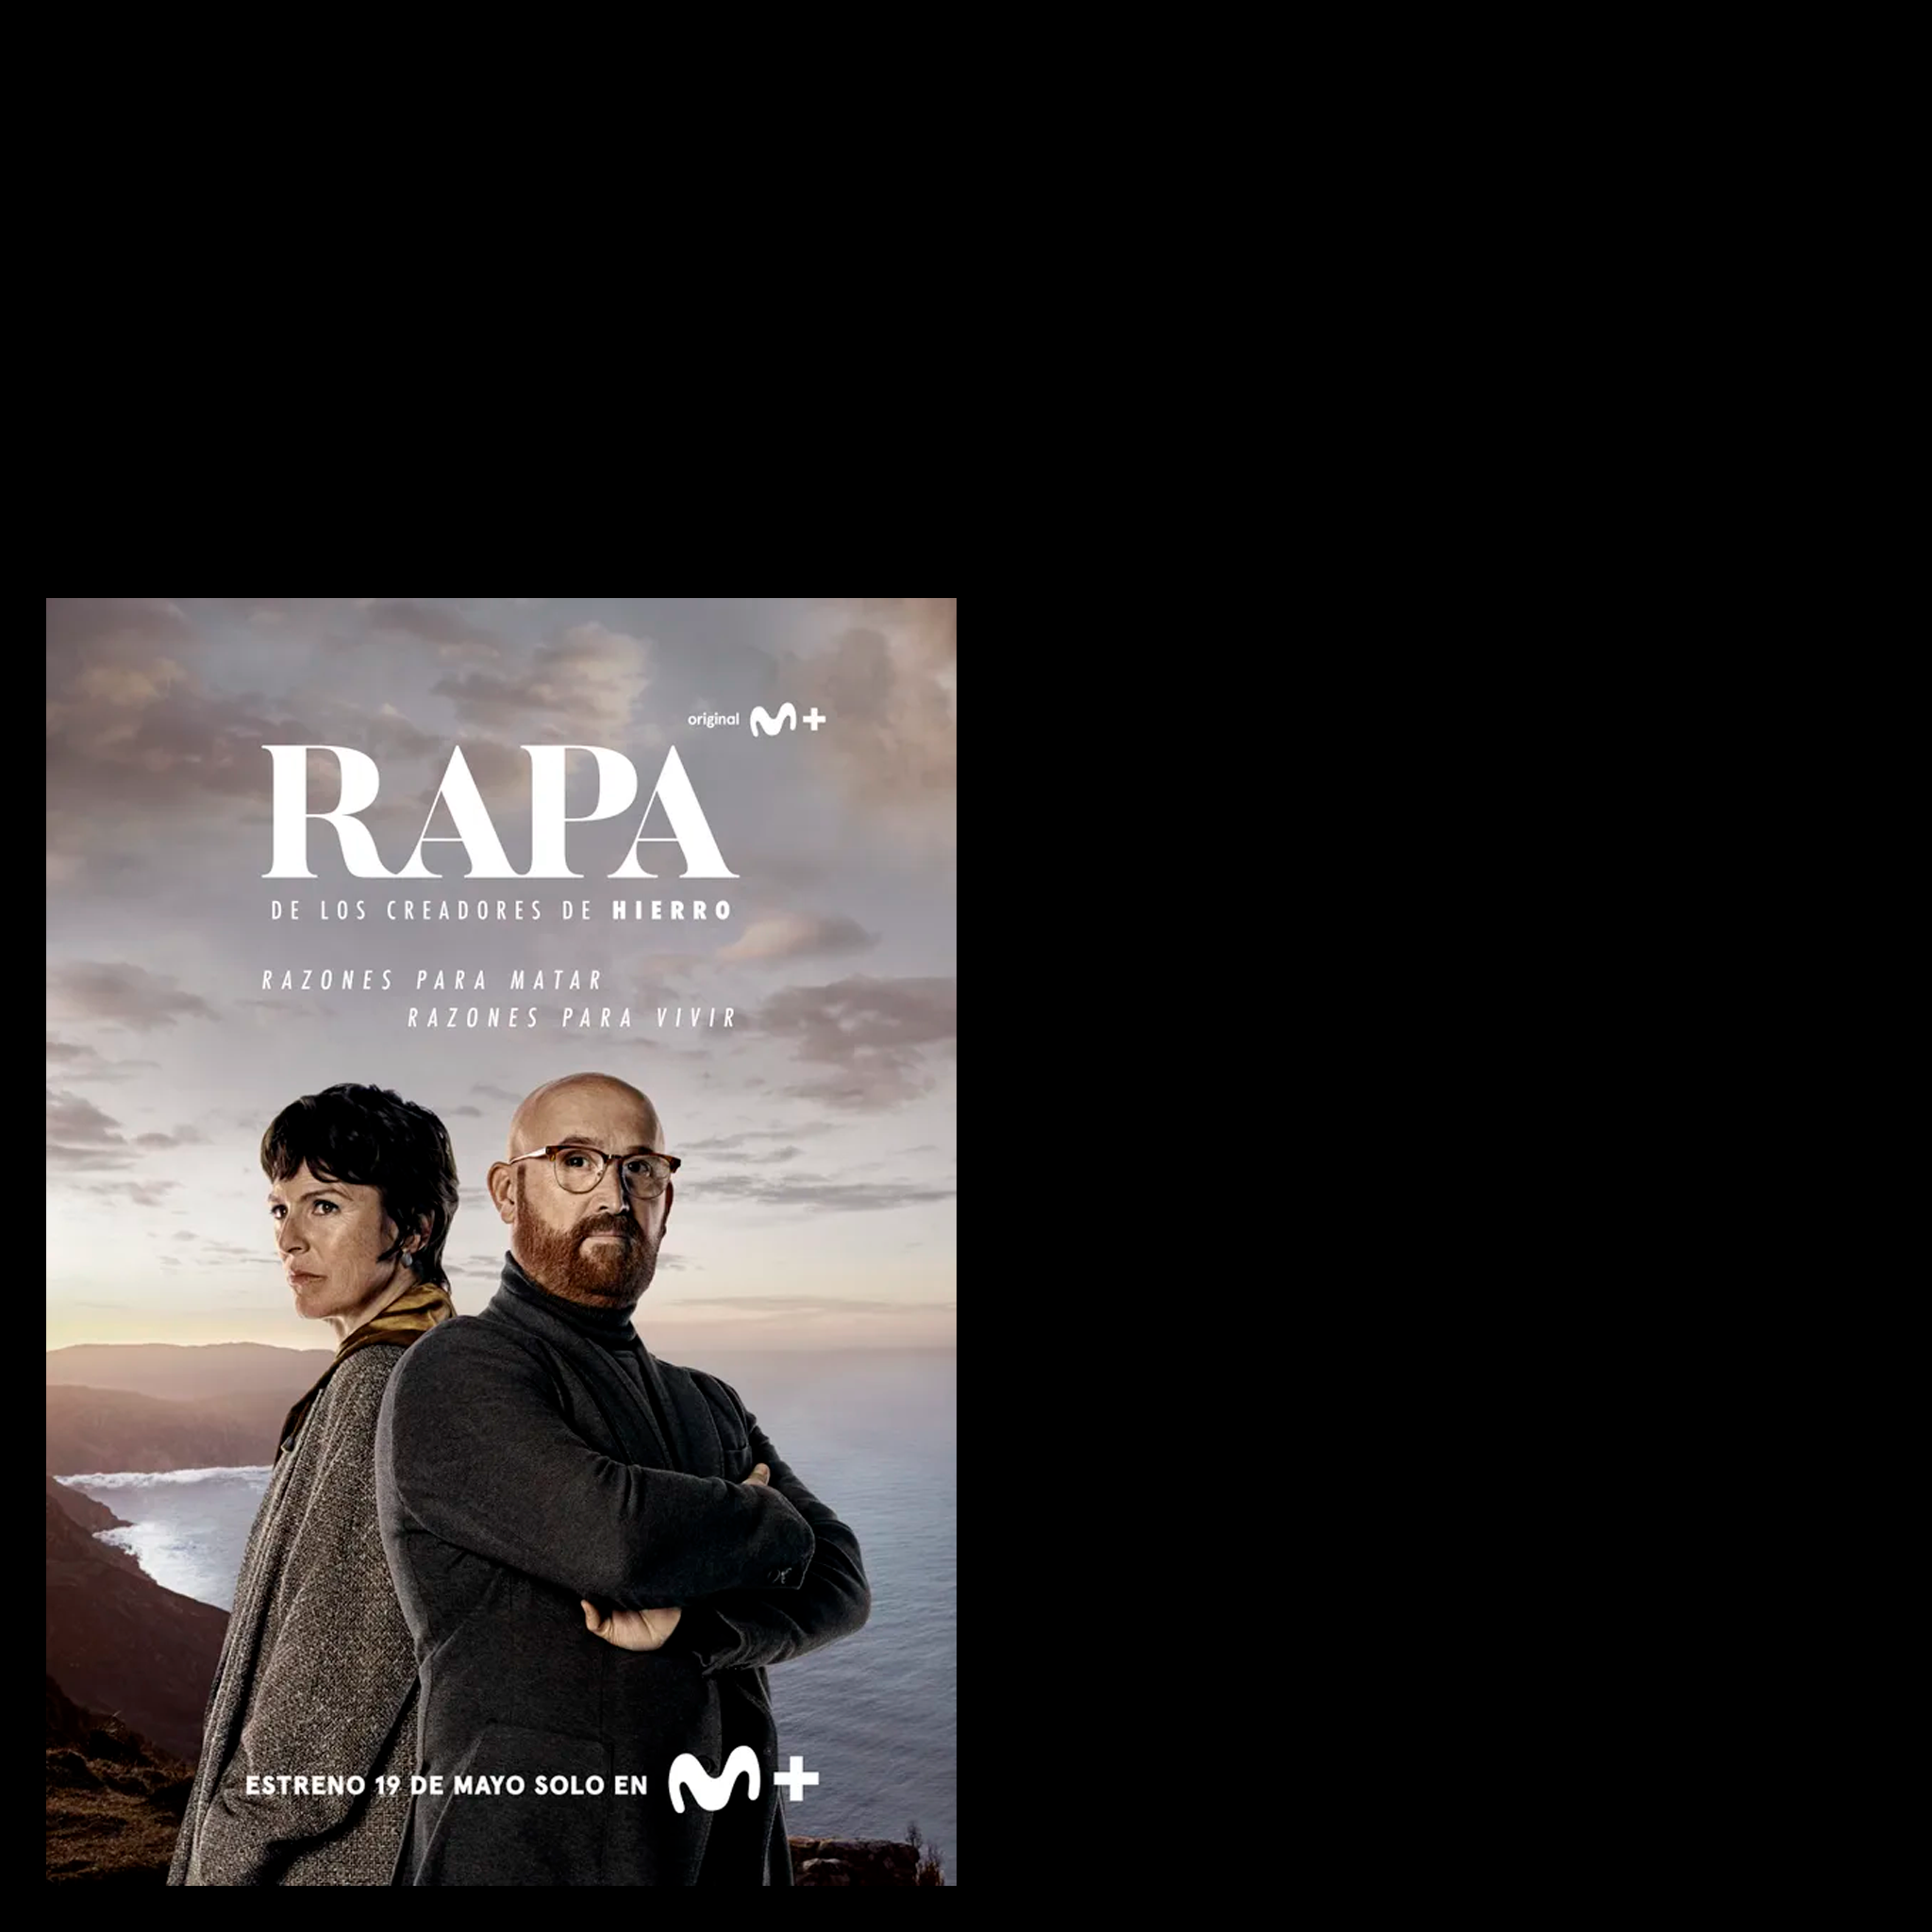 original M+
RAPA
DE LOS CREADORES DE HIERRO
RAZONES PARA MATAR
RAZONES PARA VIVIR
ESTRENO 19 DE MAYO SOLO EN M+